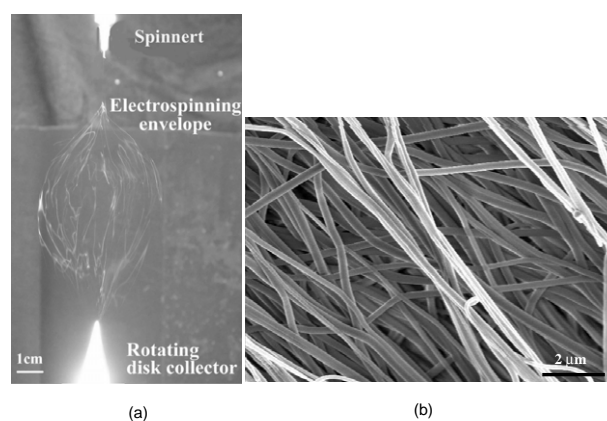 Spinnert
Electrospinning
envelope
Rotating
disk collector
1cm
2 μm
(a)
(b)